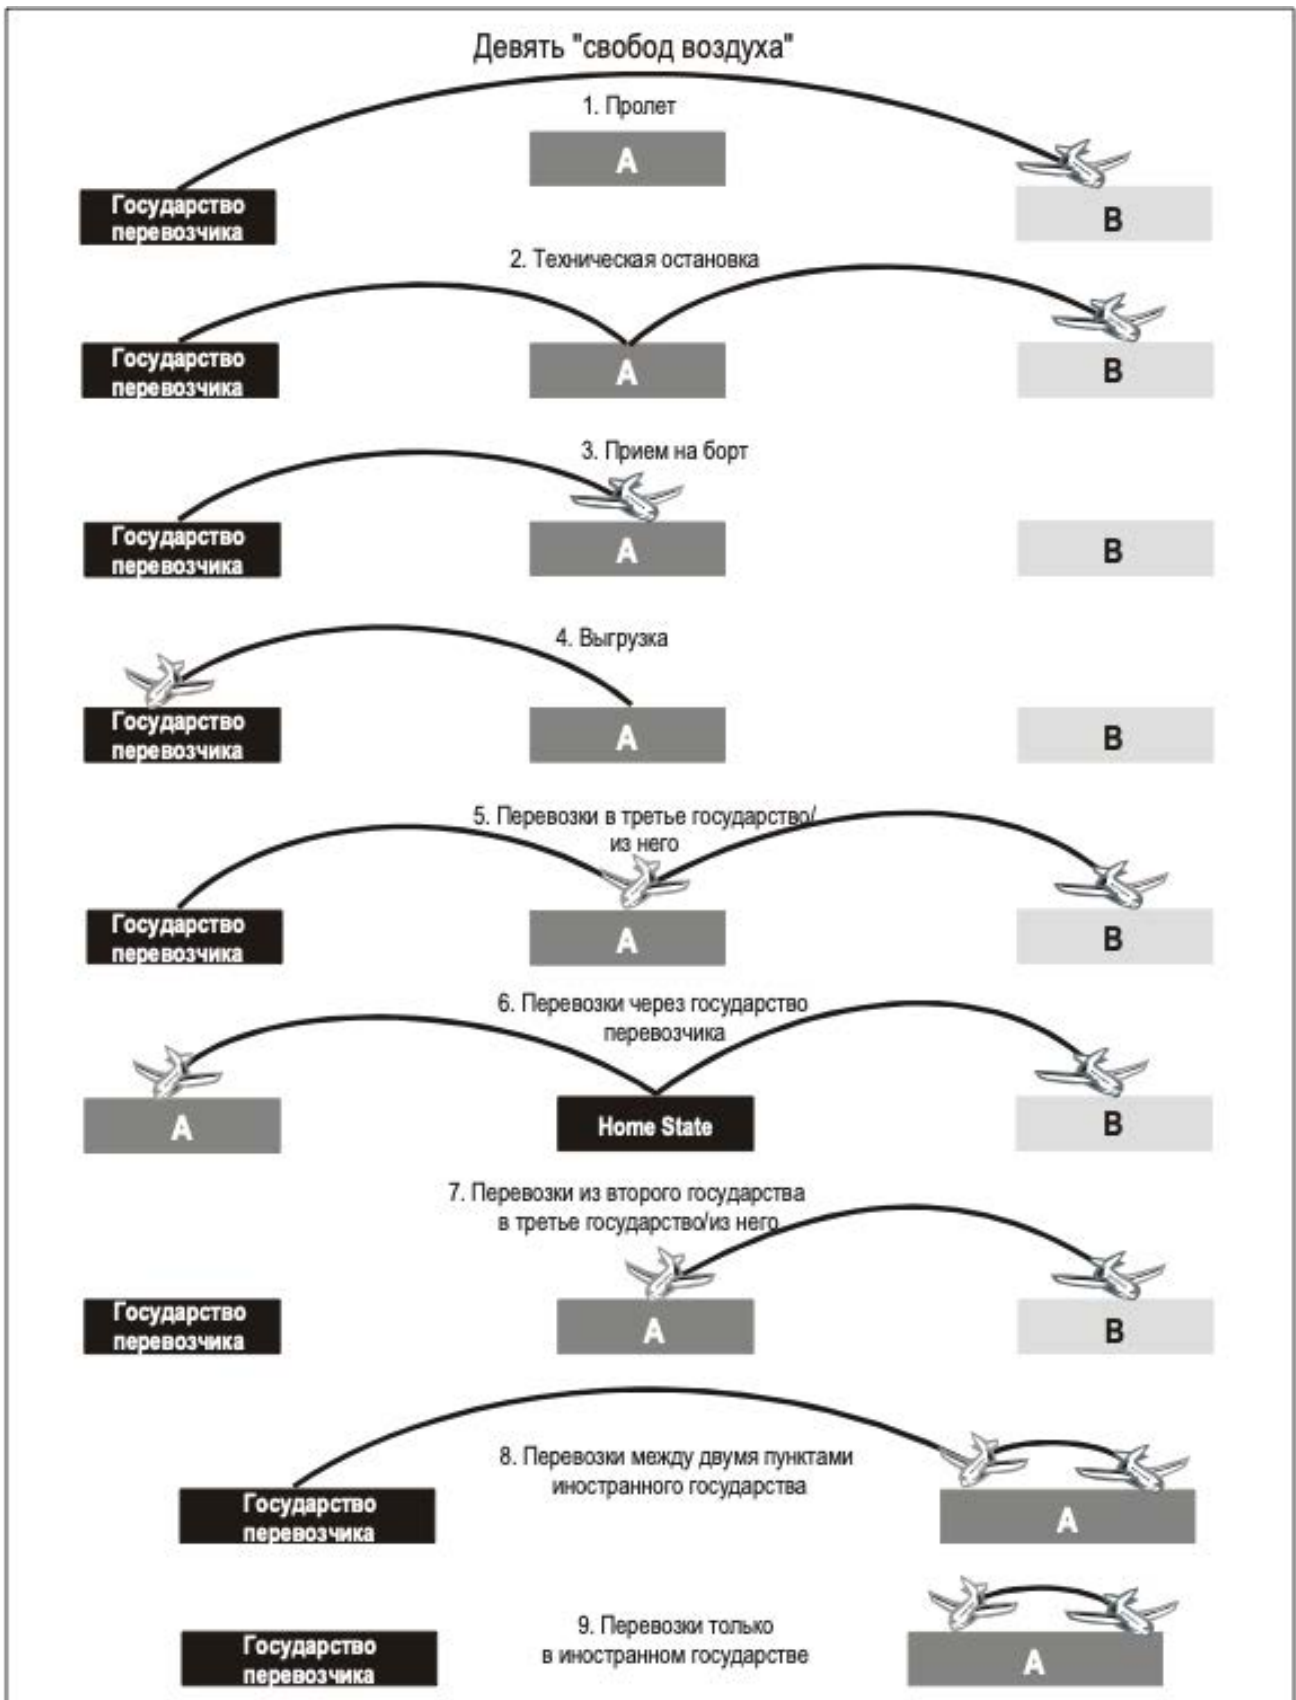 Девять "свобод воздуха"
1. Пролет
A
Государство
перевозчика
B
2. Техническая остановка
Государство
перевозчика
A
B
3. Прием на борт
Государство
перевозчика
A
B
4. Выгрузка
Государство
перевозчика
A
B
5. Перевозки в третье государство/
из него
Государство
перевозчика
A
B
6. Перевозки через государство
перевозчика
A
Home State
B
7. Перевозки из второго государства
в третье государство/из него
Государство
перевозчика
A
B
8. Перевозки между двумя пунктами
иностранного государства
Государство
перевозчика
A
9. Перевозки только
в иностранном государстве
Государство
перевозчика
A